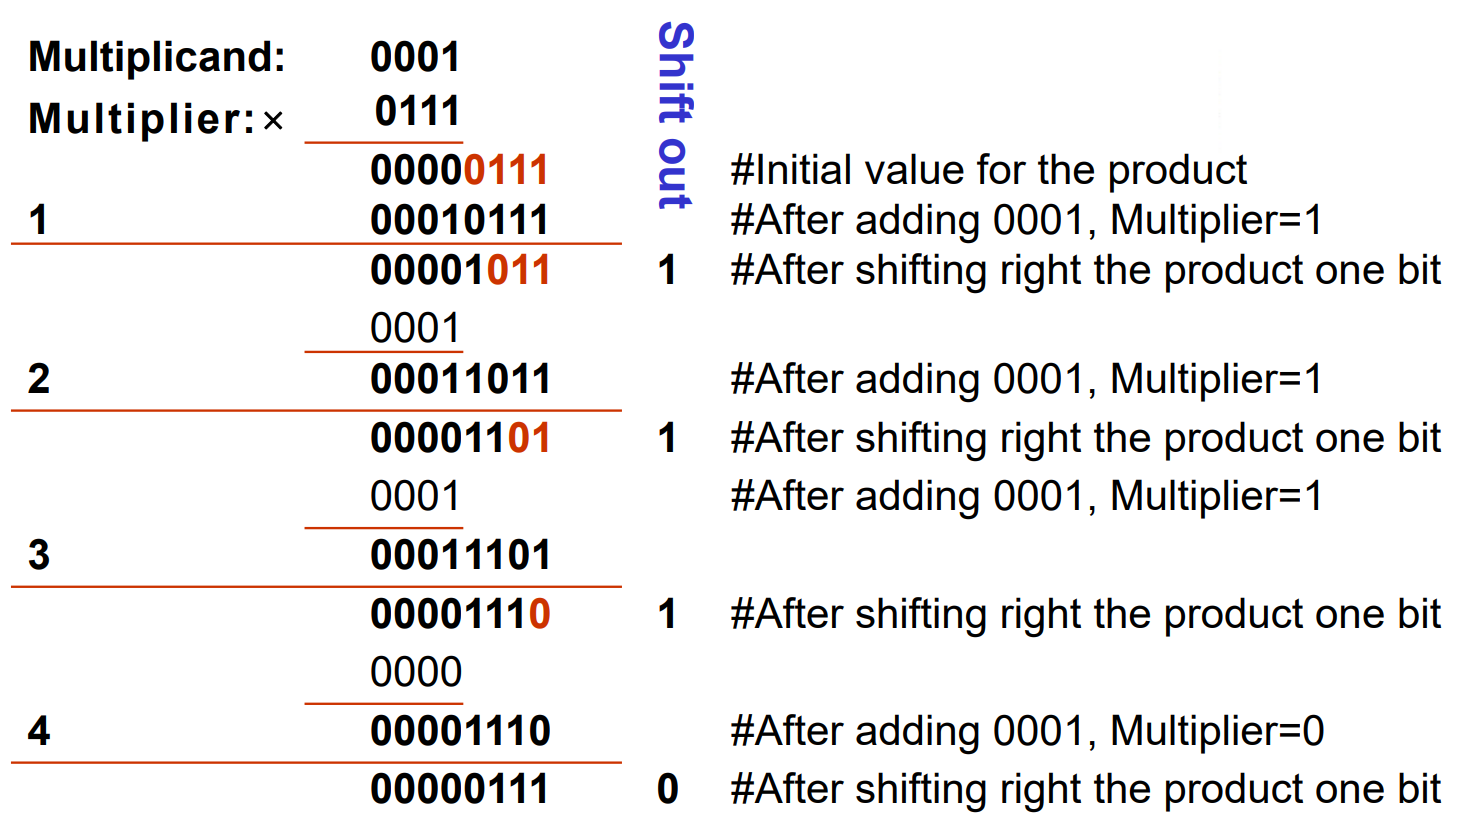 Multiplicand: 0001
Multiplier:× 0111
Shift out
00000111 #Initial value for the product
1 00010111 #After adding 0001, Multiplier=1
00001011 1 #After shifting right the product one bit
0001
2 00011011 #After adding 0001, Multiplier=1
00001101 1 #After shifting right the product one bit
0001 #After adding 0001, Multiplier=1
3 00011101
00001110 1 #After shifting right the product one bit
0000
4 00001110 #After adding 0001, Multiplier=0
00000111 0 #After shifting right the product one bit